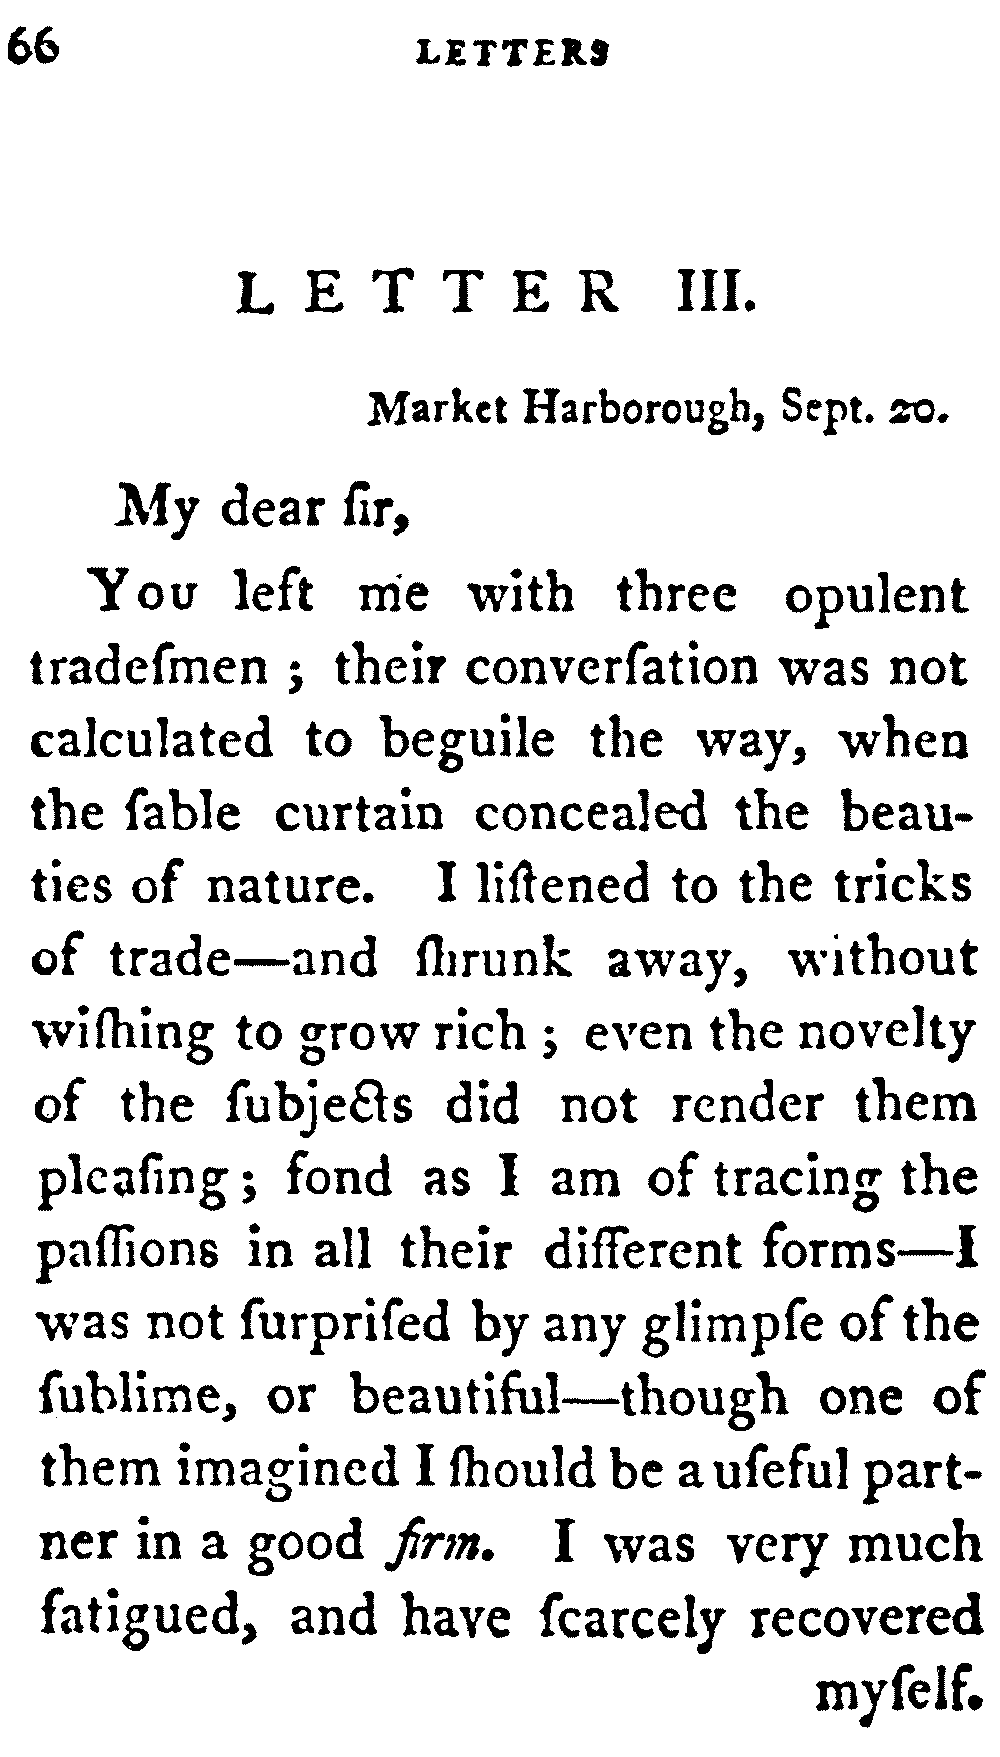 66 LETTERS
LETTER III.
Market Harborough, Sept. 20.
My dear ſir,
You left me with three opulent
tradeſmen ; their converſation was not
calculated to beguile the way, when
the ſable curtain concealed the beau-
ties of nature. I liſtened to the tricks
of trade—and ſhrunk away, without
wiſhing to grow rich ; even the novelty
of the ſubjects did not render them
pleaſing ; fond as I am of tracing the
paſſions in all their different forms—I
was not ſurpriſed by any glimpſe of the
ſublime, or beautiful—though one of
them imagined I ſhould be a uſeful part-
ner in a good firm. I was very much
fatigued, and have ſcarcely recovered
myſelf.